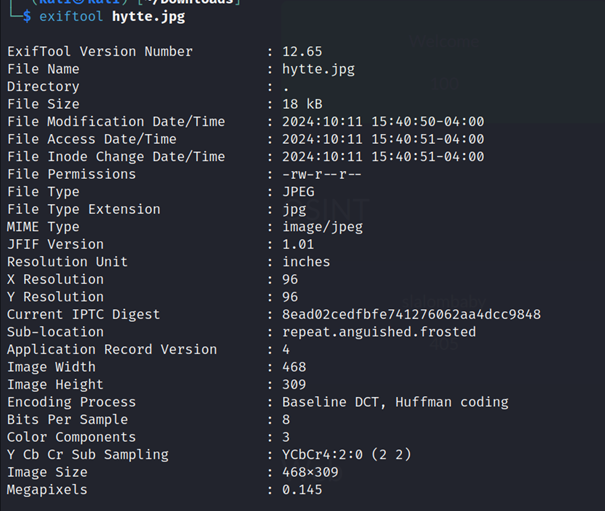 (kali㉿kali) [~/Downloads]
└─$ exiftool hytte.jpg
ExifTool Version Number : 12.65
File Name : hytte.jpg
Directory : .
File Size : 18 kB
File Modification Date/Time : 2024:10:11 15:40:50-04:00
File Access Date/Time : 2024:10:11 15:40:51-04:00
File Inode Change Date/Time : 2024:10:11 15:40:51-04:00
File Permissions : -rw-r--r--
File Type : JPEG
File Type Extension : jpg
MIME Type : image/jpeg
JFIF Version : 1.01
Resolution Unit : inches
X Resolution : 96
Y Resolution : 96
Current IPTC Digest : 8ead02cedfbfe741276062aa4dcc9848
Sub-location : repeat.anguished.frosted
Application Record Version : 4
Image Width : 468
Image Height : 309
Encoding Process : Baseline DCT, Huffman coding
Bits Per Sample : 8
Color Components : 3
Y Cb Cr Sub Sampling : YCbCr4:2:0 (2 2)
Image Size : 468×309
Megapixels : 0.145